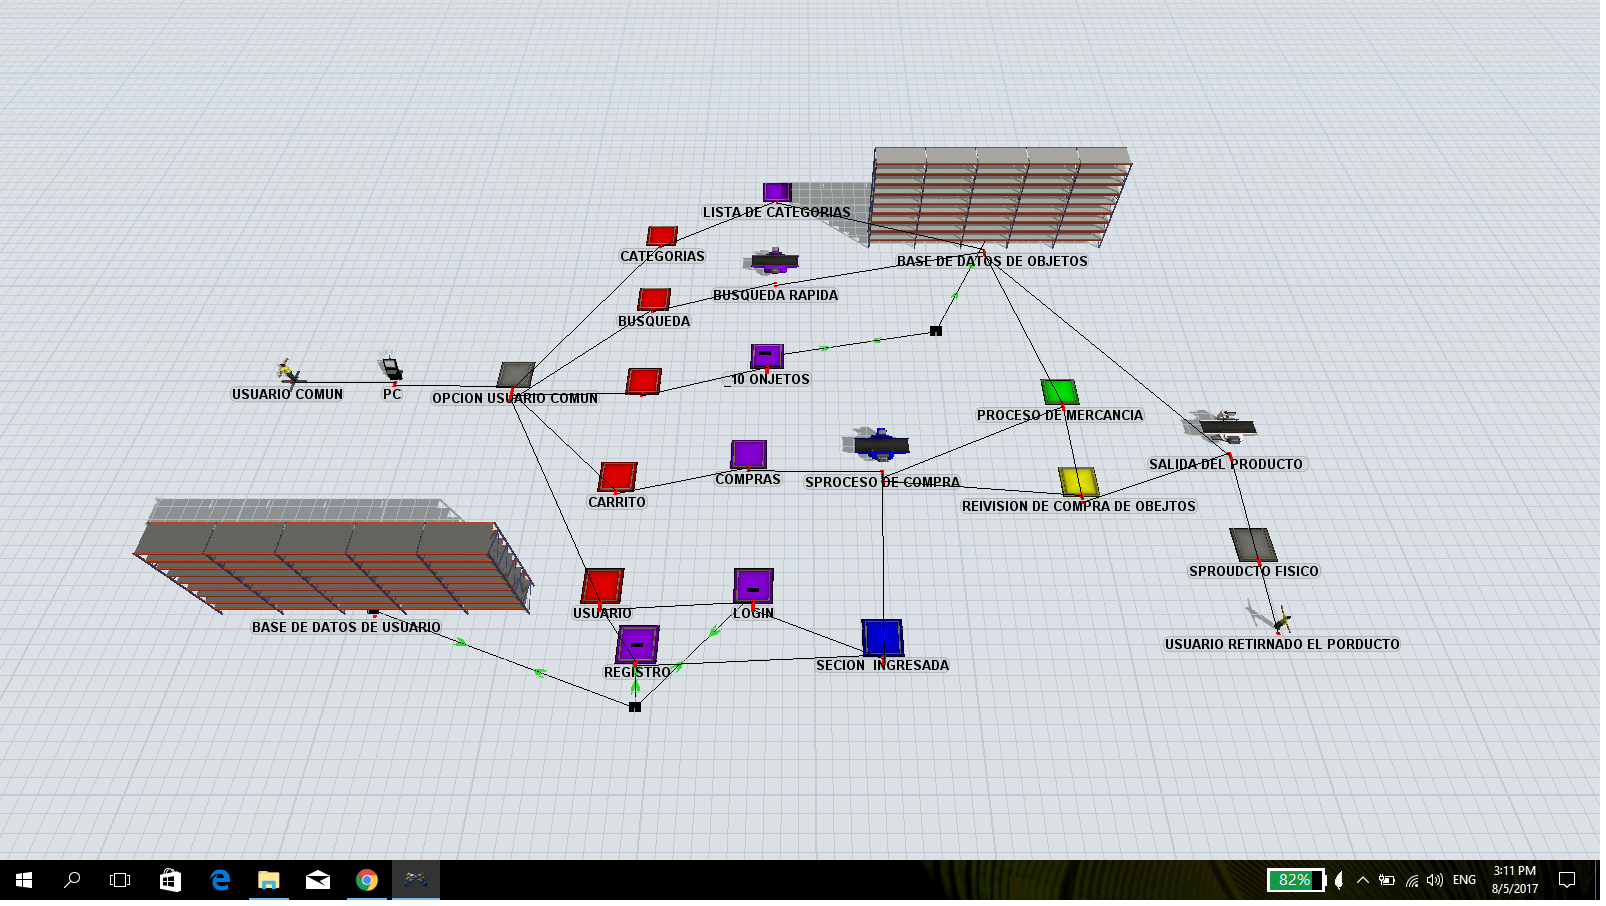 LISTA DE CATEGORIAS
CATEGORIAS
BASE DE DATOS DE OBJETOS
BUSQUEDA RAPIDA
BUSQUEDA
_10 ONJETOS
USUARIO COMUN
PC
OPCION USUARIO COMUN
PROCESO DE MERCANCIA
SALIDA DEL PRODUCTO
COMPRAS
SPROCESO DE COMPRA
CARRITO
REIVISION DE COMPRA DE OBEJTOS
SPROUDCTO FISICO
USUARIO
LOGIN
BASE DE DATOS DE USUARIO
USUARIO RETIRNADO EL PORDUCTO
REGISTRO
SECION INGRESADA
82%
ENG
3:11 PM
8/5/2017